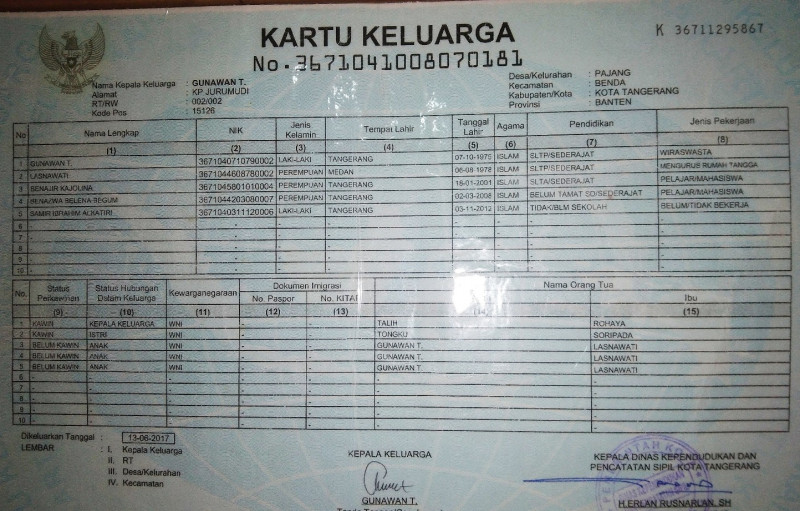 KARTU KELUARGA
No. 3671041008070181
K 36711295867
Nama Kepala Keluarga : GUNAWAN T.
Alamat : KP JURUMUDI
RT/RW : 002/002
Kode Pos : 15126
Desa/Kelurahan : PAJANG
Kecamatan : BENDA
Kabupaten/Kota : KOTA TANGERANG
Provinsi : BANTEN
No Nama Lengkap NIK Jenis Kelamin Tempat Lahir Tanggal Lahir Agama Pendidikan Jenis Pekerjaan
(1) (2) (3) (4) (5) (6) (7) (8)
1 GUNAWAN T. 3671040710790002 LAKI-LAKI TANGERANG 07-10-1975 ISLAM SLTP/SEDERAJAT WIRASWASTA
2 LASNAWATI 3671044608780002 PEREMPUAN MEDAN 06-08-1978 ISLAM SLTP/SEDERAJAT MENGURUS RUMAH TANGGA
3 BENAJIR KAJOLINA 3671045801010004 PEREMPUAN TANGERANG 18-01-2001 ISLAM SLTA/SEDERAJAT PELAJAR/MAHASISWA
4 BENAZWA BELENA BEGUM 3671044203080007 PEREMPUAN TANGERANG 02-03-2008 ISLAM BELUM TAMAT SD/SEDERAJAT PELAJAR/MAHASISWA
5 SAMIR IBRAHIM ALKATIRI 3671040311120006 LAKI-LAKI TANGERANG 03-11-2012 ISLAM TIDAK/BLM SEKOLAH BELUM/TIDAK BEKERJA
6 - - - - - - - -
7 - - - - - - - -
8 - - - - - - - -
9 - - - - - - - -
10 - - - - - - - -
No. Status Perkawinan Status Hubungan Dalam Keluarga Kewarganegaraan Dokumen Imigrasi Nama Orang Tua
No. Paspor No. KITAP Ibu
(9) (10) (11) (12) (13) (14) (15)
1 KAWIN KEPALA KELUARGA WNI - - TALIH ROHAYA
2 KAWIN ISTRI WNI - - TONGKU SORIPADA
3 BELUM KAWIN ANAK WNI - - GUNAWAN T. LASNAWATI
4 BELUM KAWIN ANAK WNI - - GUNAWAN T. LASNAWATI
5 BELUM KAWIN ANAK WNI - - GUNAWAN T. LASNAWATI
6 - - - - - - -
7 - - - - - - -
8 - - - - - - -
9 - - - - - - -
10 - - - - - - -
Dikeluarkan Tanggal : 13-06-2017
LEMBAR : I. Kepala Keluarga
II. RT
III. Desa/Kelurahan
IV. Kecamatan
KEPALA KELUARGA
GUNAWAN T.
KEPALA DINAS KEPENDUDUKAN DAN
PENCATATAN SIPIL KOTA TANGERANG
H.ERLAN RUSNARLAN, SH